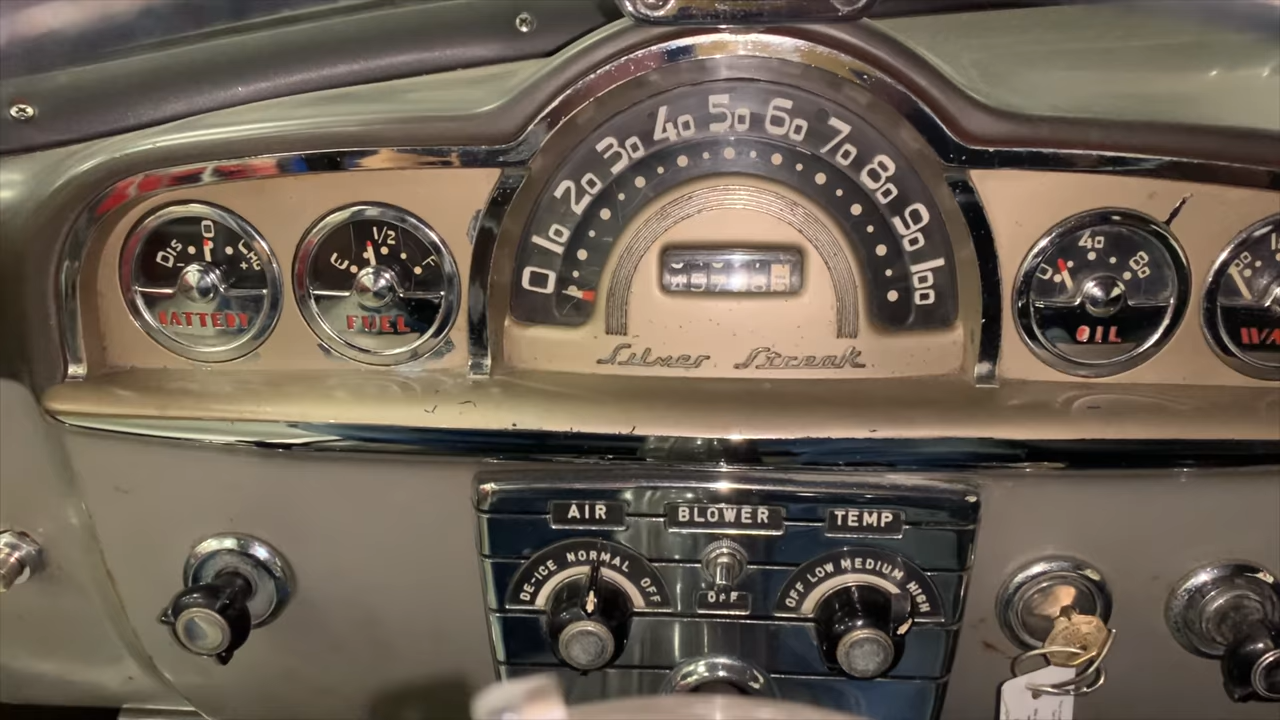 0 10 20 30 40 50 60 70 80 90 100
DIS 0 CHG
- +
BATTERY
E 1/2 F
FUEL
Silver Streak
0 40 80
OIL
AIR
DE-ICE NORMAL OFF
BLOWER
OFF
TEMP
OFF LOW MEDIUM HIGH